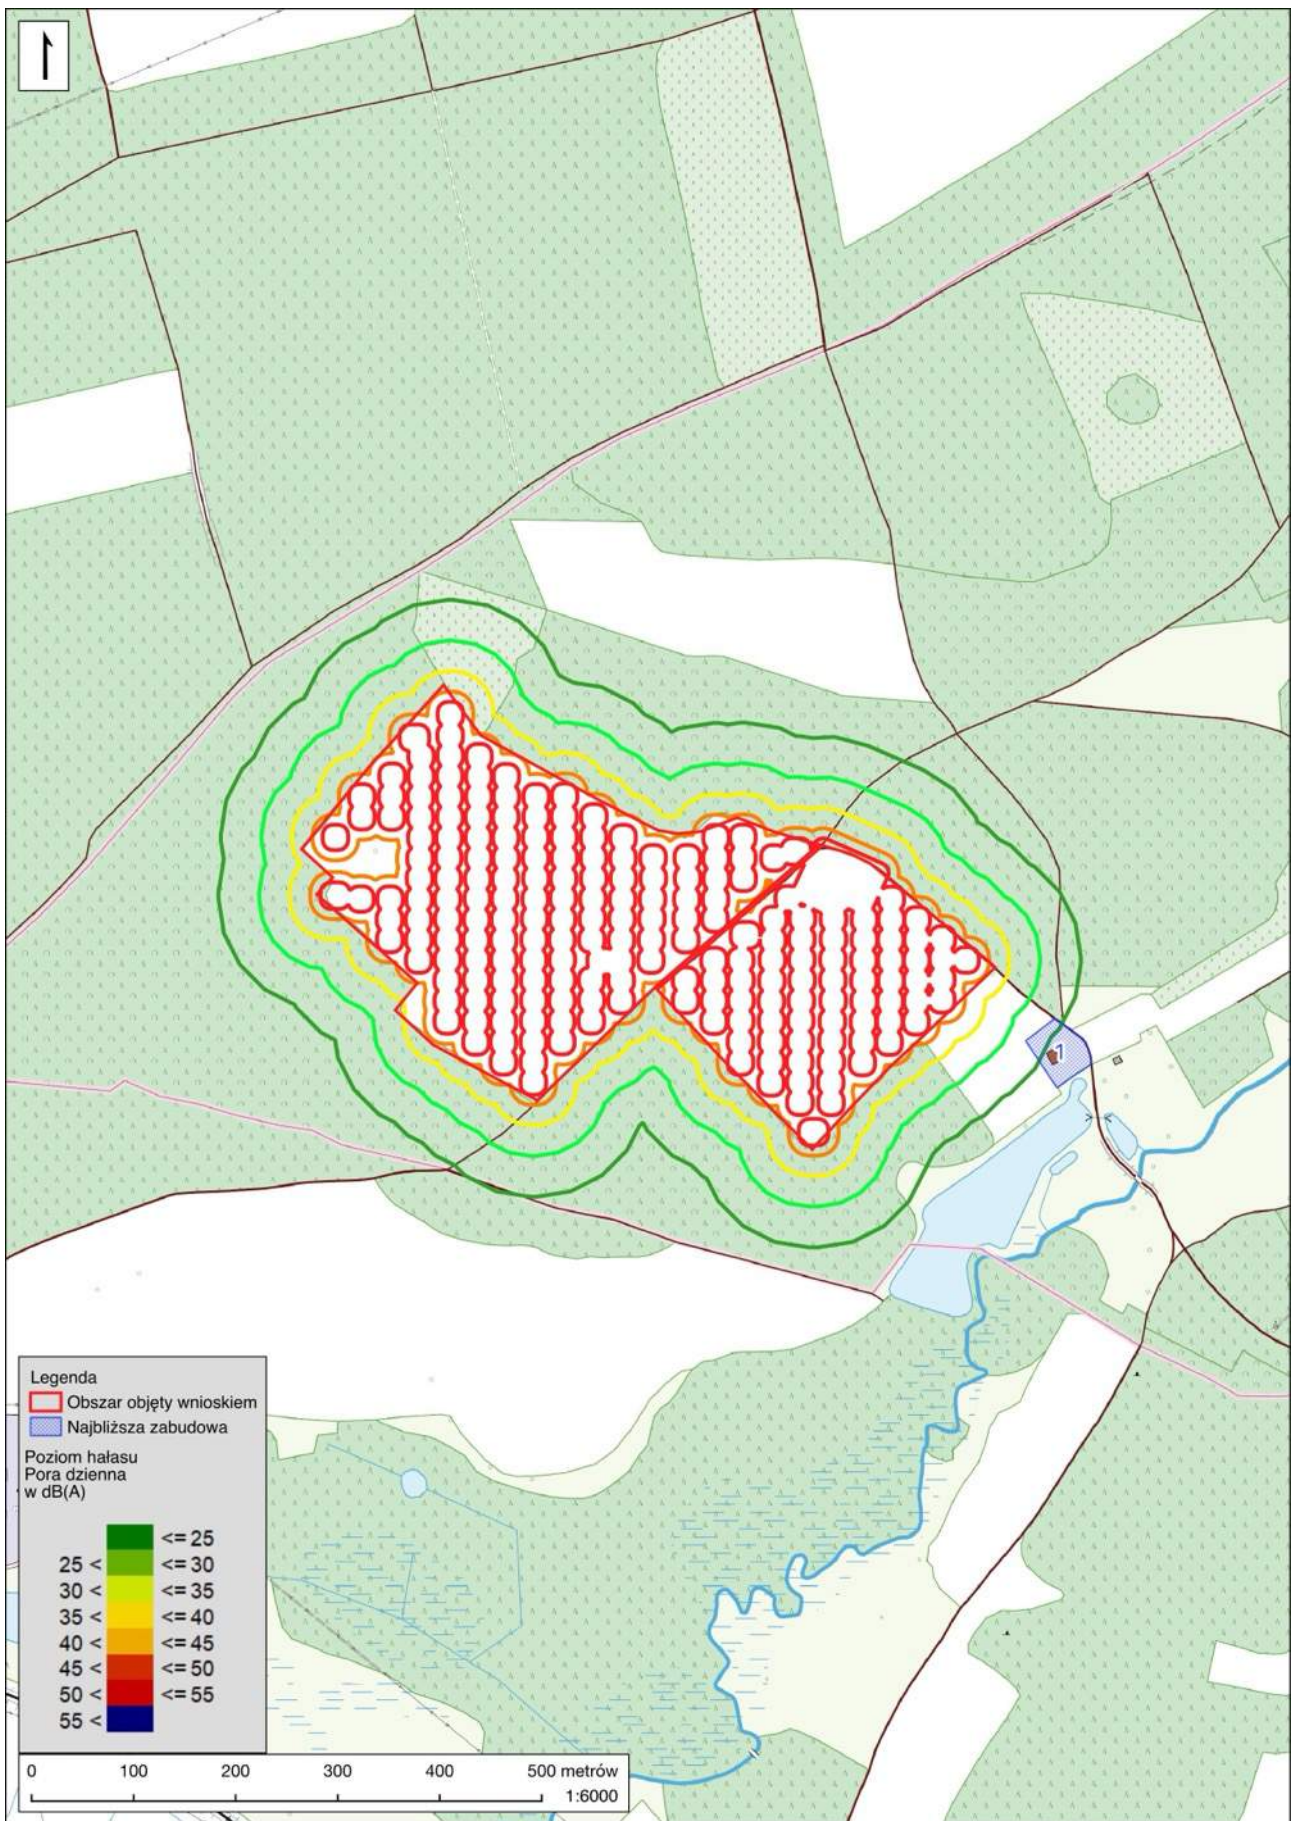 1
Legenda
Obszar objęty wnioskiem
Najbliższa zabudowa
Poziom hałasu
Pora dzienna
w dB(A)
<= 25
25 < <= 30
30 < <= 35
35 < <= 40
40 < <= 45
45 < <= 50
50 < <= 55
55 <
0 100 200 300 400 500 metrów
1:6000